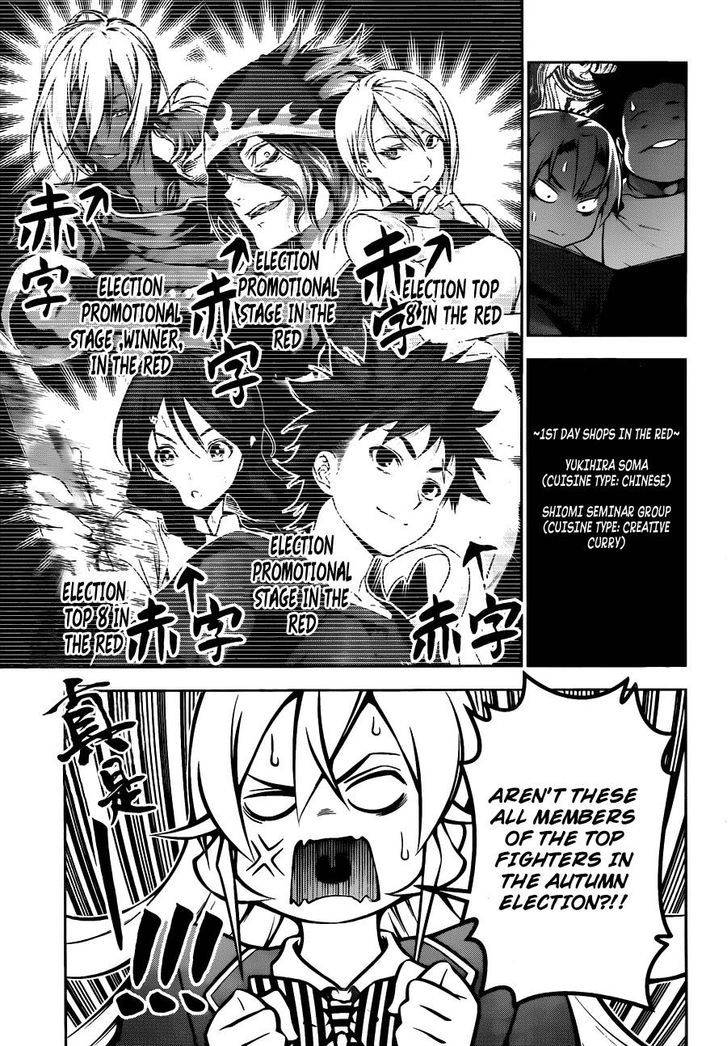 ~1ST DAY SHOPS IN THE RED~
YUKIHIRA SOMA
(CUISINE TYPE: CHINESE)
SHIOMI SEMINAR GROUP
(CUISINE TYPE: CREATIVE
CURRY)
赤字
ELECTION TOP
8 IN THE RED
赤字
ELECTION
PROMOTIONAL
STAGE IN THE
RED
赤字
ELECTION
PROMOTIONAL
STAGE ,WINNER,
IN THE RED
赤字
ELECTION
PROMOTIONAL
STAGE IN THE
RED
赤字
ELECTION
TOP 8 IN
THE RED
AREN'T THESE
ALL MEMBERS
OF THE TOP
FIGHTERS IN
THE AUTUMN
ELECTION?!!
真是
!!!